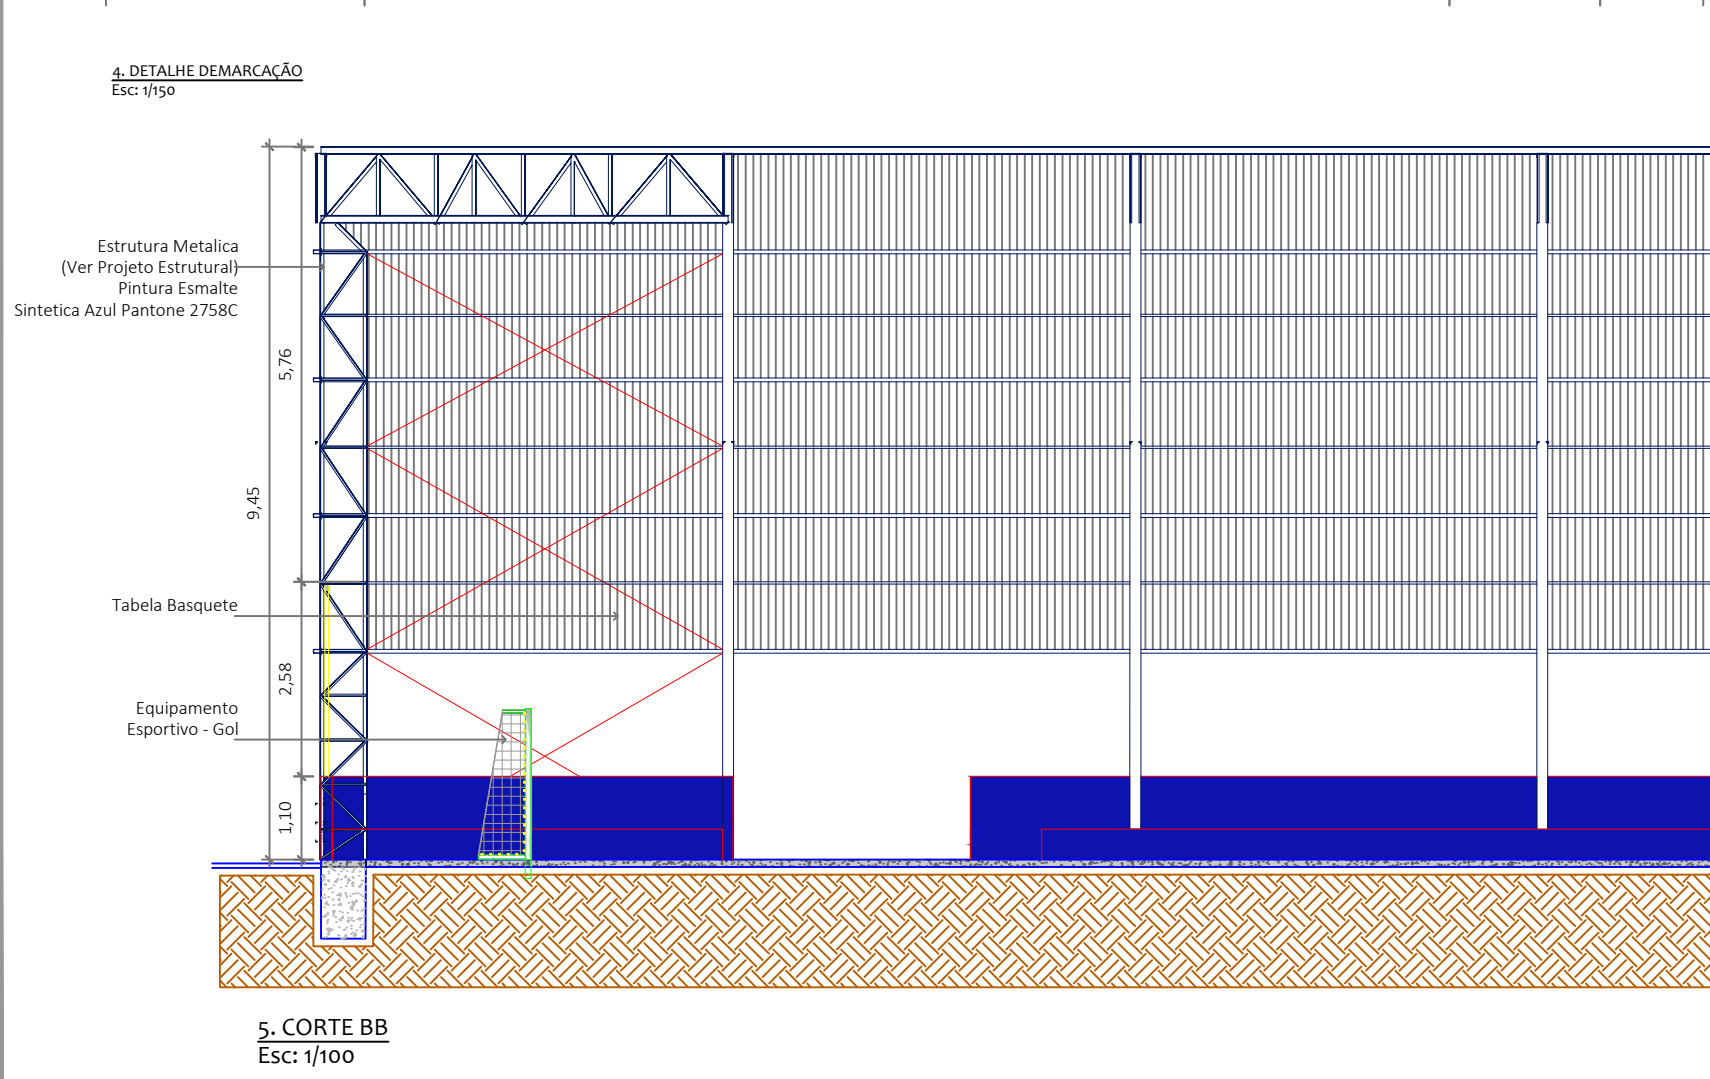 4. DETALHE DEMARCAÇÃO
Esc: 1/150
Estrutura Metalica
(Ver Projeto Estrutural)
Pintura Esmalte
Sintetica Azul Pantone 2758C
5,76
9,45
Tabela Basquete
2,58
Equipamento
Esportivo - Gol
1,10
5. CORTE BB
Esc: 1/100